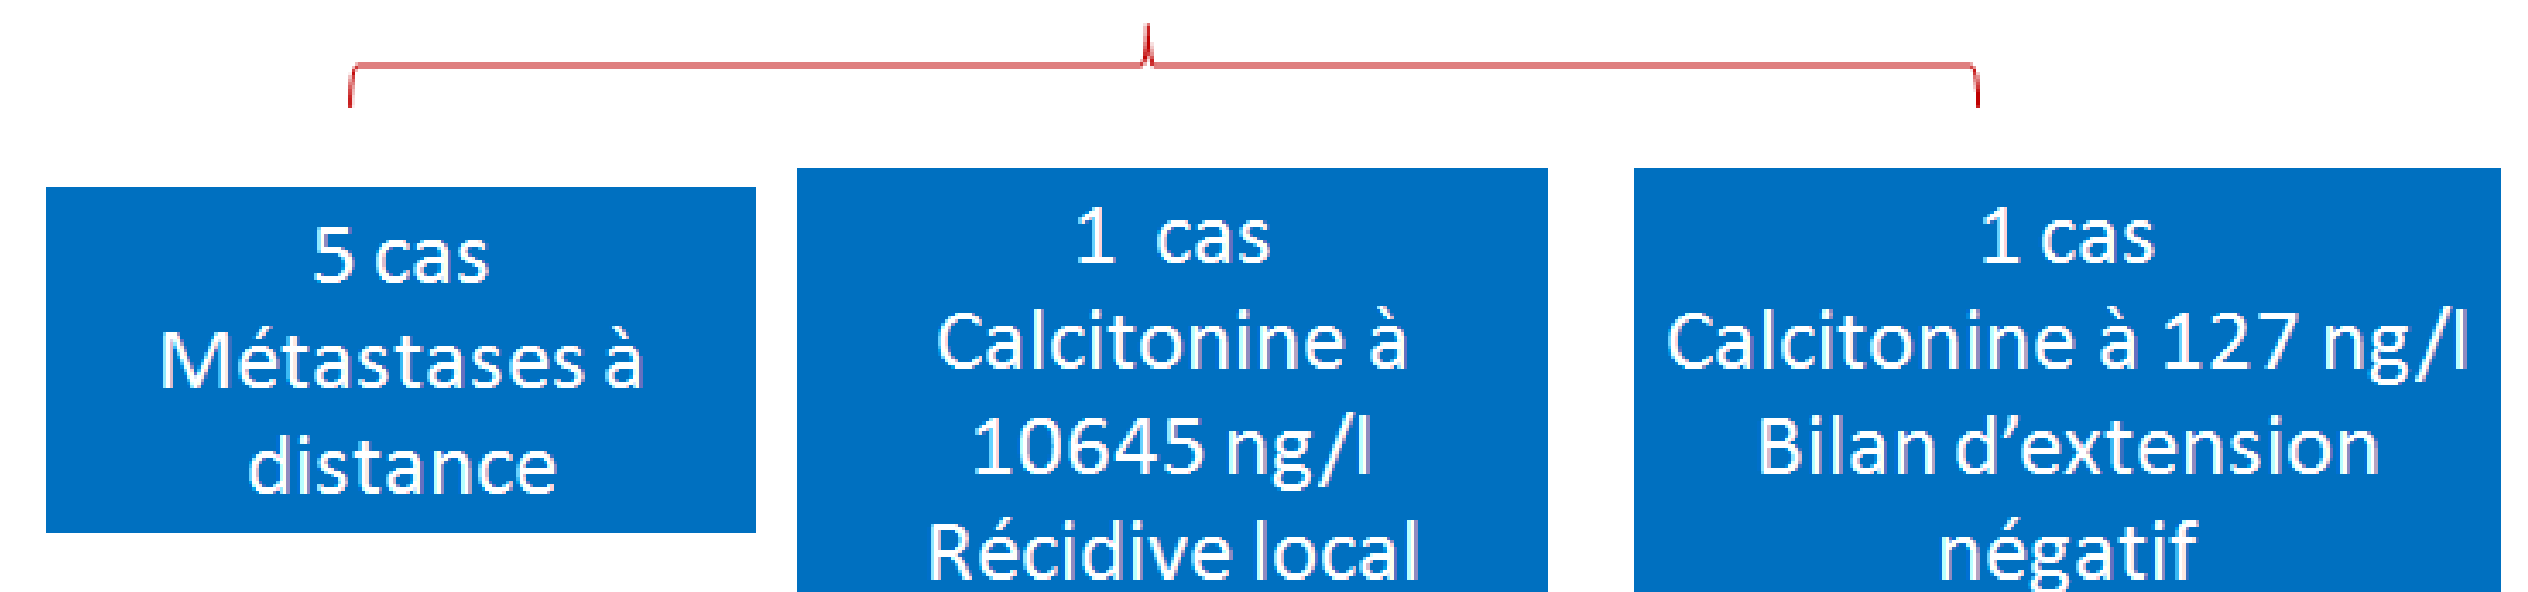 5 cas
Métastases à
distance
1 cas
Calcitonine à
10645 ng/l
Récidive local
1 cas
Calcitonine à 127 ng/l
Bilan d’extension
négatif